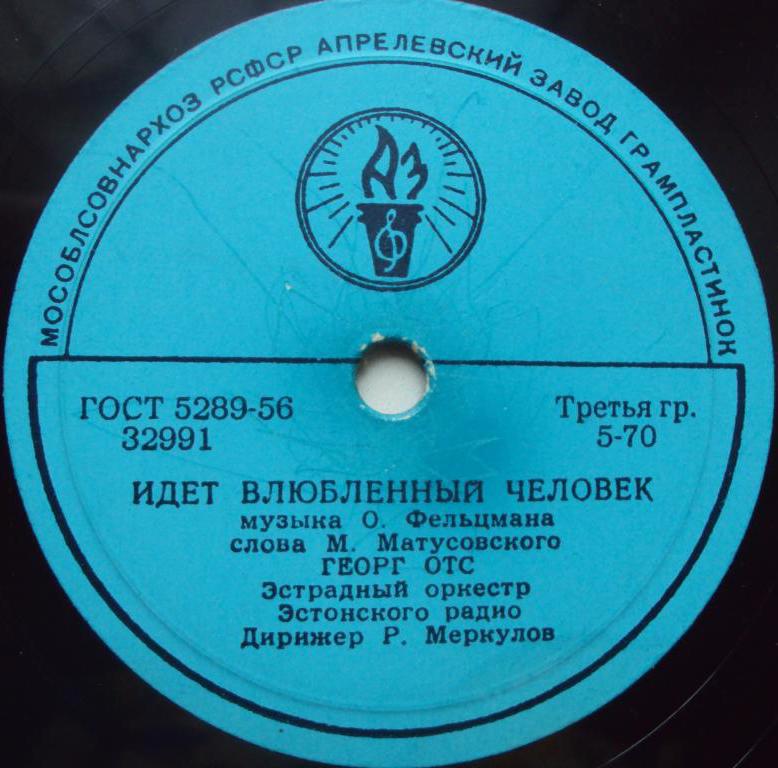 МОСОБЛСОВНАРХОЗ РСФСР АПРЕЛЕВСКИЙ ЗАВОД ГРАМПЛАСТИНОК
АЗ
ГОСТ 5289-56
32991
Третья гр.
5-70
ИДЕТ ВЛЮБЛЕННЫЙ ЧЕЛОВЕК
музыка О. Фельцмана
слова М. Матусовского
ГЕОРГ ОТС
Эстрадный оркестр
Эстонского радио
Дирижер Р. Меркулов